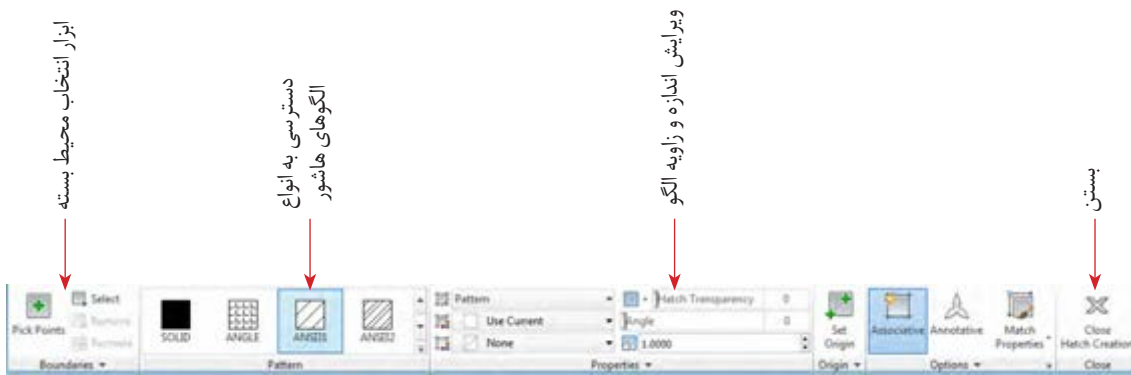 ابزار انتخاب محیط بسته
دسترسی به انواع
الگوهای هاشور
ویرایش اندازه و زاویه الگو
بستن
Pick Points
Select
Remove
Recreate
Boundaries
SOLID
ANGLE
ANSI31
ANSI32
Pattern
Pattern
Use Current
None
Hatch Transparency 0
Angle 0
1.0000
Properties
Set
Origin
Origin
Associative
Annotative
Match
Properties
Options
Close
Hatch Creation
Close